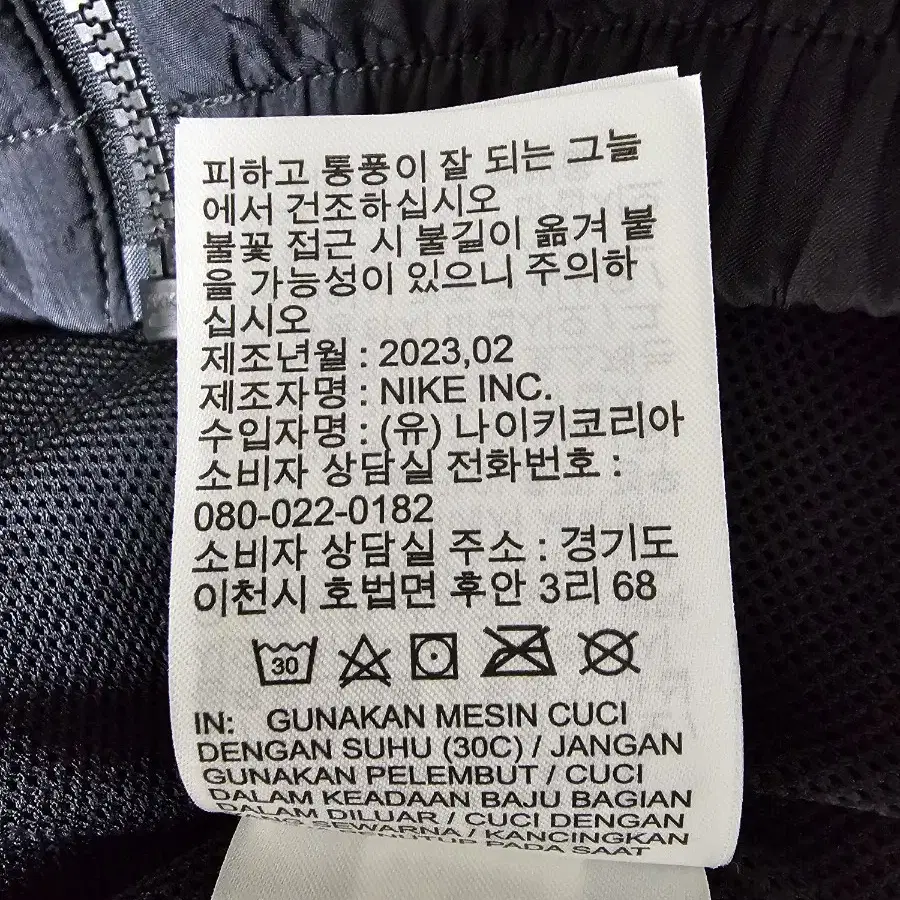 피하고 통풍이 잘 되는 그늘
에서 건조하십시오
불꽃 접근 시 불길이 옮겨 붙
을 가능성이 있으니 주의하
십시오
제조년월 : 2023,02
제조자명 : NIKE INC.
수입자명 : (유) 나이키코리아
소비자 상담실 전화번호 :
080-022-0182
소비자 상담실 주소 : 경기도
이천시 호법면 후안 3리 68
30
IN: GUNAKAN MESIN CUCI
DENGAN SUHU (30C) / JANGAN
GUNAKAN PELEMBUT / CUCI
DALAM KEADAAN BAJU BAGIAN
DALAM DILUAR / CUCI DENGAN
SEWARNA / KANCINGKAN
PADA SAAT